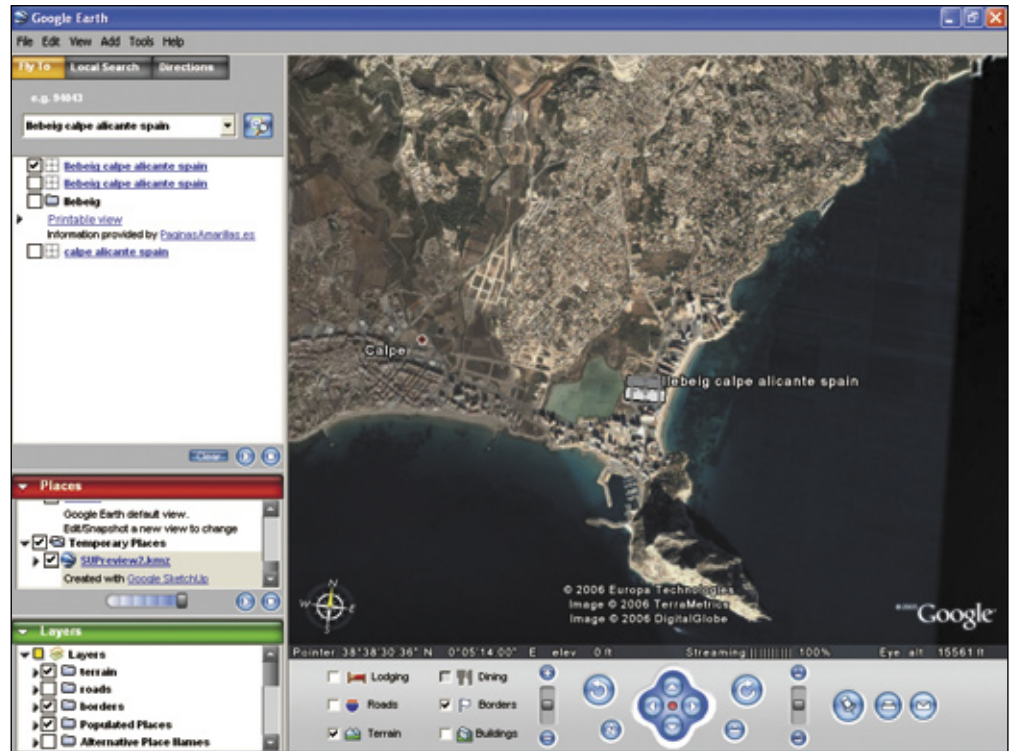 Google Earth
File Edit View Add Tools Help
Fly To Local Search Directions
e.g. 94043
llebeig calpe alicante spain
llebeig calpe alicante spain
llebeig calpe alicante spain
llebeig
Printable view
Information provided by PaginasAmarillas.es
calpe alicante spain
Clear
Places
Google Earth default view.
Edit/Snapshot a new view to change
Temporary Places
SUPreview2.kmz
Created with Google SketchUp
Layers
Layers
terrain
roads
borders
Populated Places
Alternative Place Names
Calpe
llebeig calpe alicante spain
N
W E
S
© 2006 Europa Technologies
Image © 2006 TerraMetrics
Image © 2006 DigitalGlobe
Google
Pointer 38°38'30.36" N 0°05'14.00" E elev 0 ft Streaming |||||||||| 100% Eye alt 15561 ft
Lodging Dining
Roads Borders
Terrain Buildings